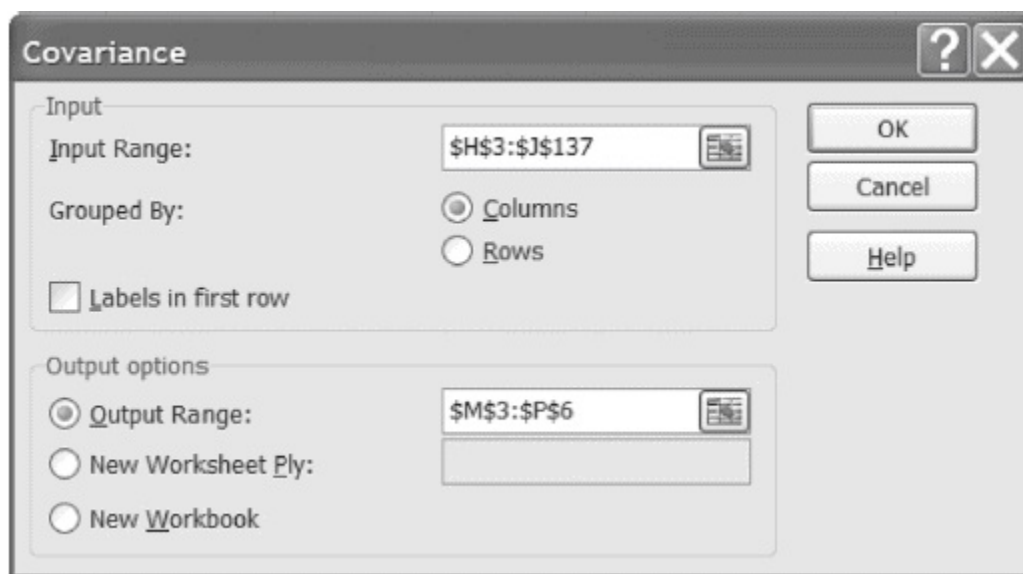 Covariance
Input
Input Range:
$H$3:$J$137
OK
Cancel
Grouped By:
Columns
Rows
Help
Labels in first row
Output options
Output Range:
$M$3:$P$6
New Worksheet Ply:
New Workbook